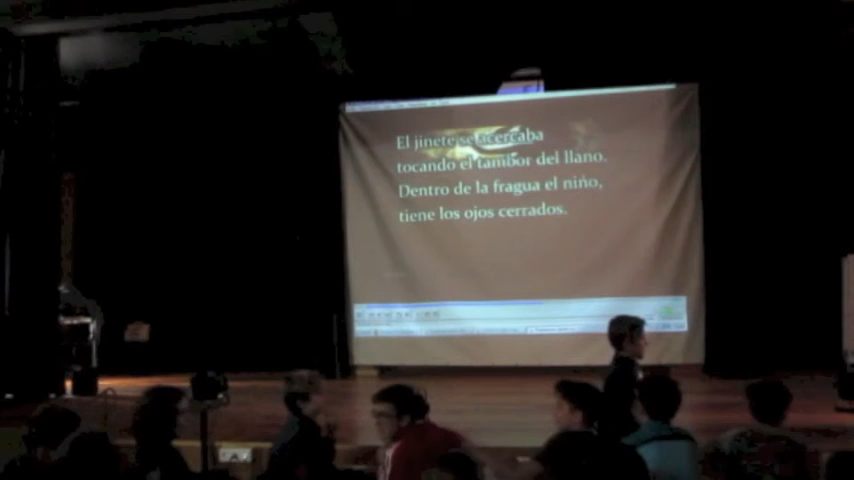 El jinete se acercaba
tocando el tambor del llano.
Dentro de la fragua el niño,
tiene los ojos cerrados.